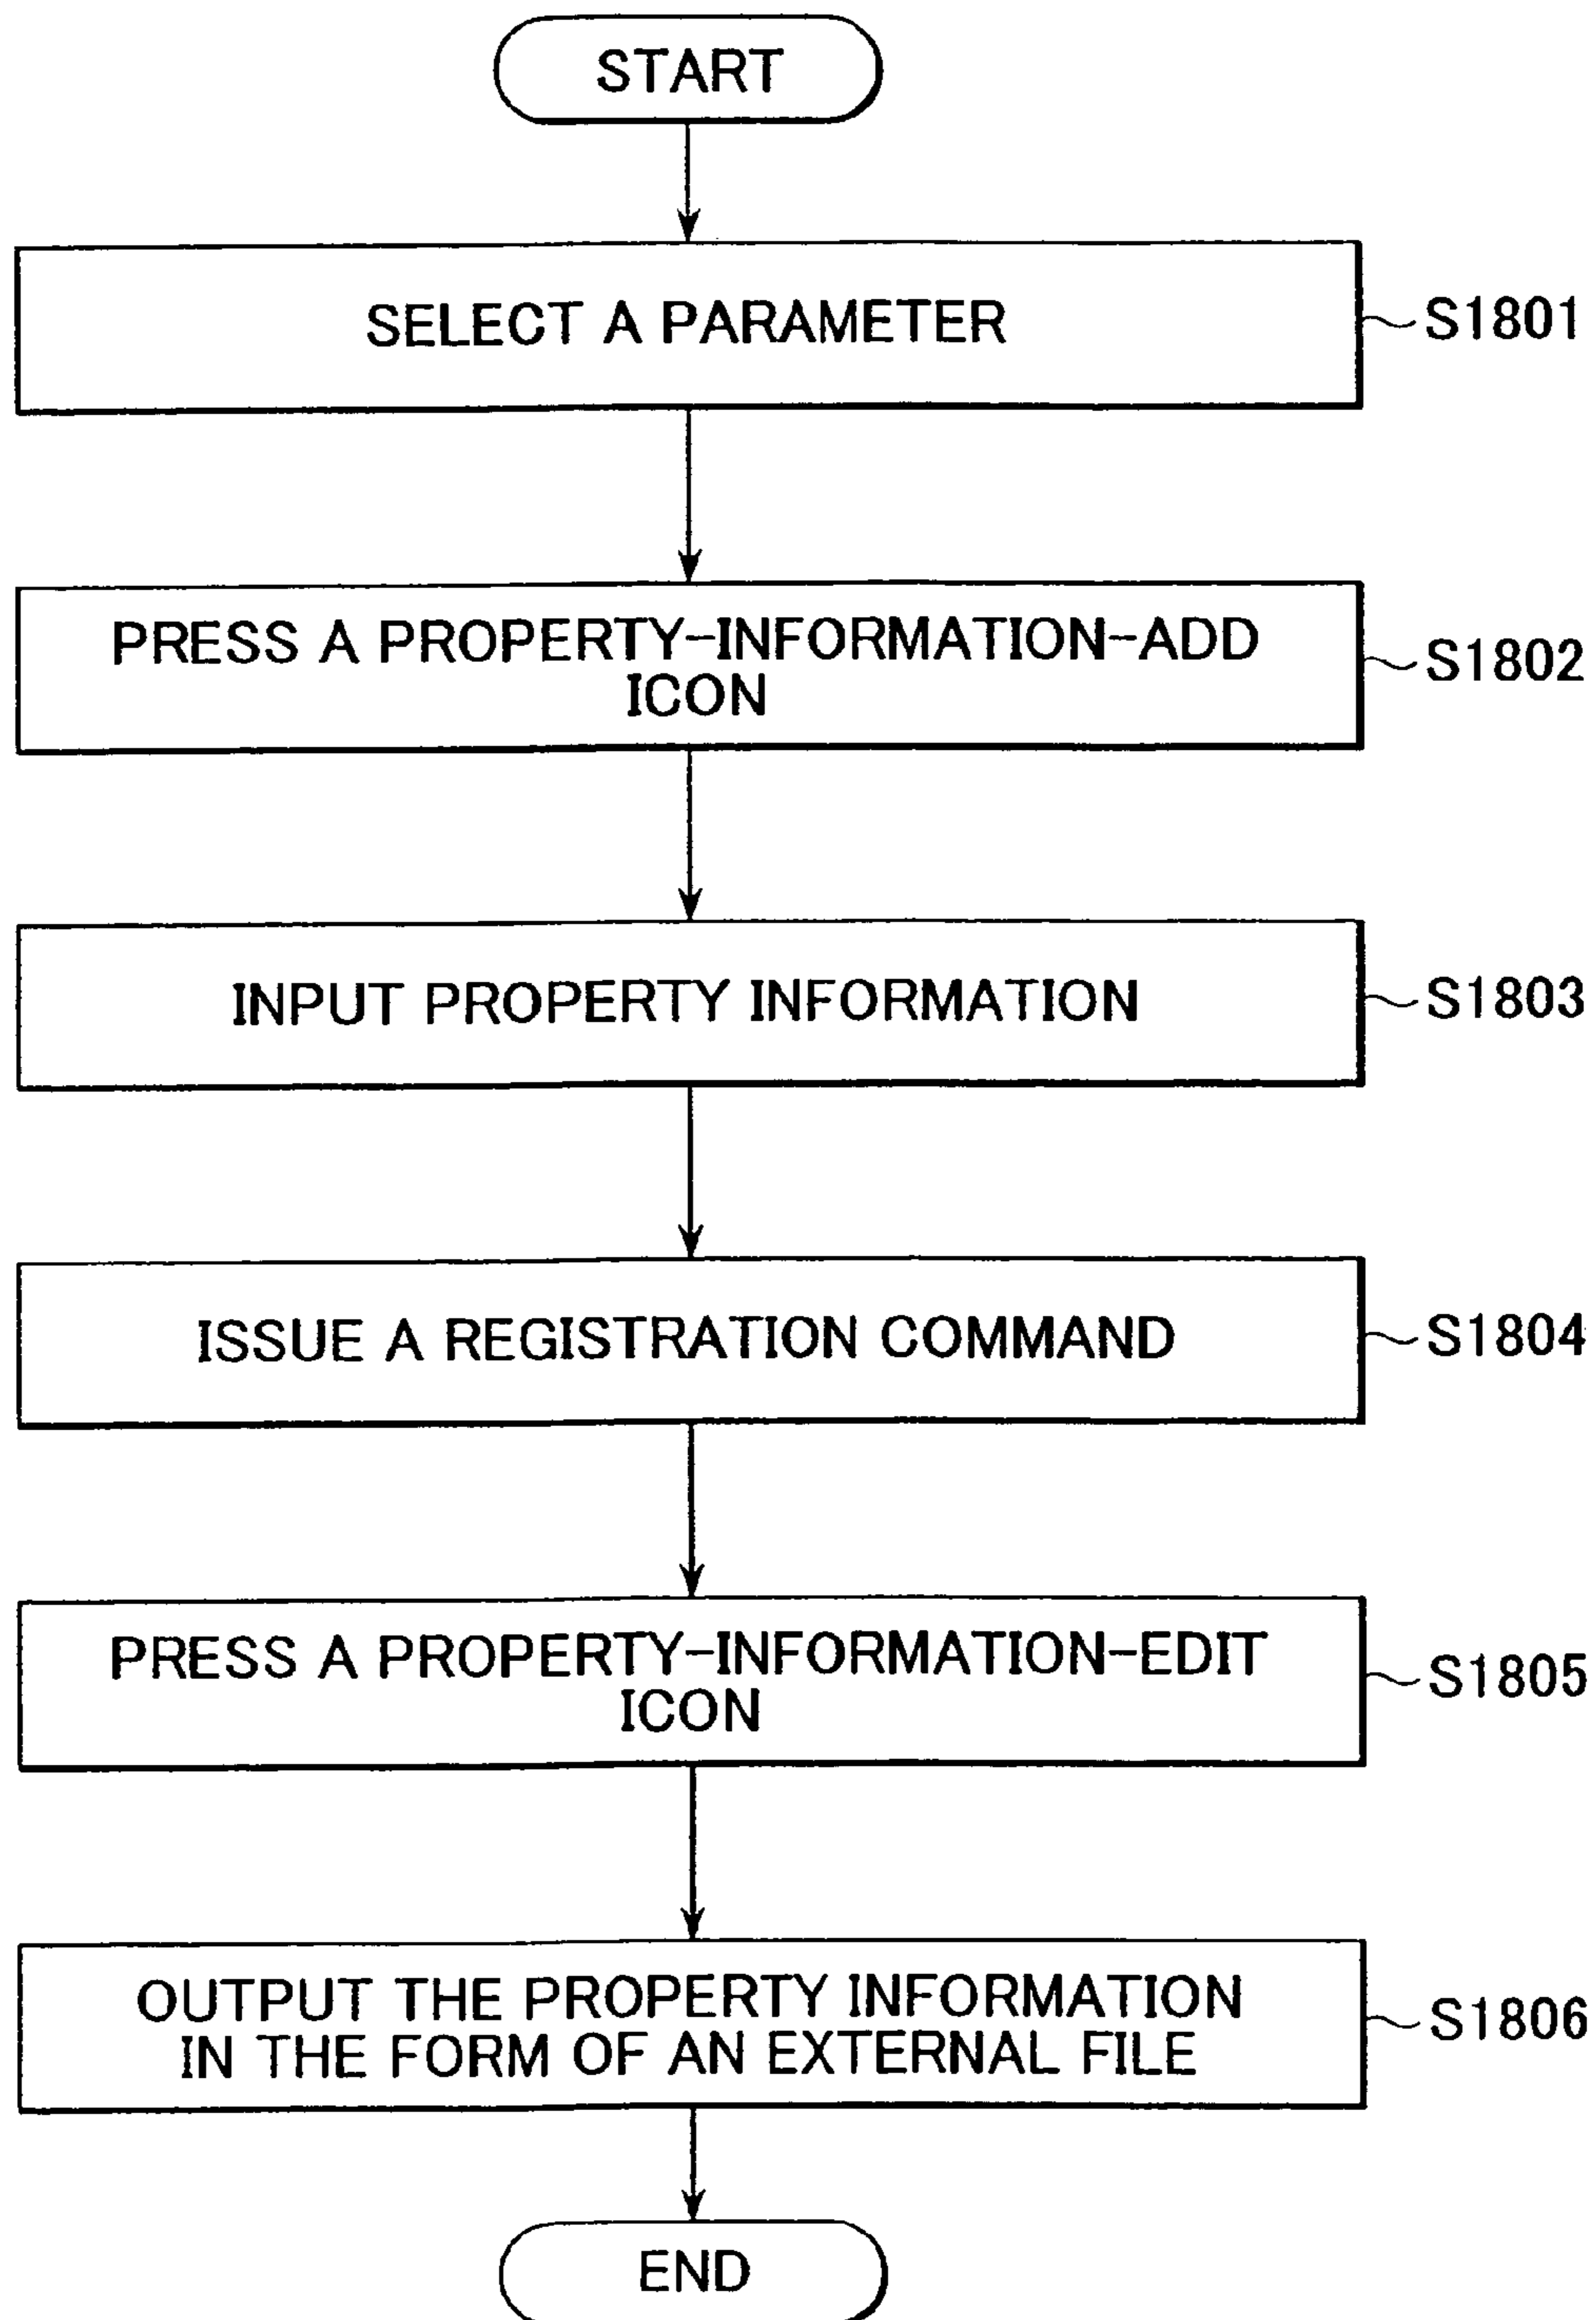 START
SELECT A PARAMETER
S1801
PRESS A PROPERTY-INFORMATION-ADD
ICON
S1802
INPUT PROPERTY INFORMATION
S1803
ISSUE A REGISTRATION COMMAND
S1804
PRESS A PROPERTY-INFORMATION-EDIT
ICON
S1805
OUTPUT THE PROPERTY INFORMATION
IN THE FORM OF AN EXTERNAL FILE
S1806
END